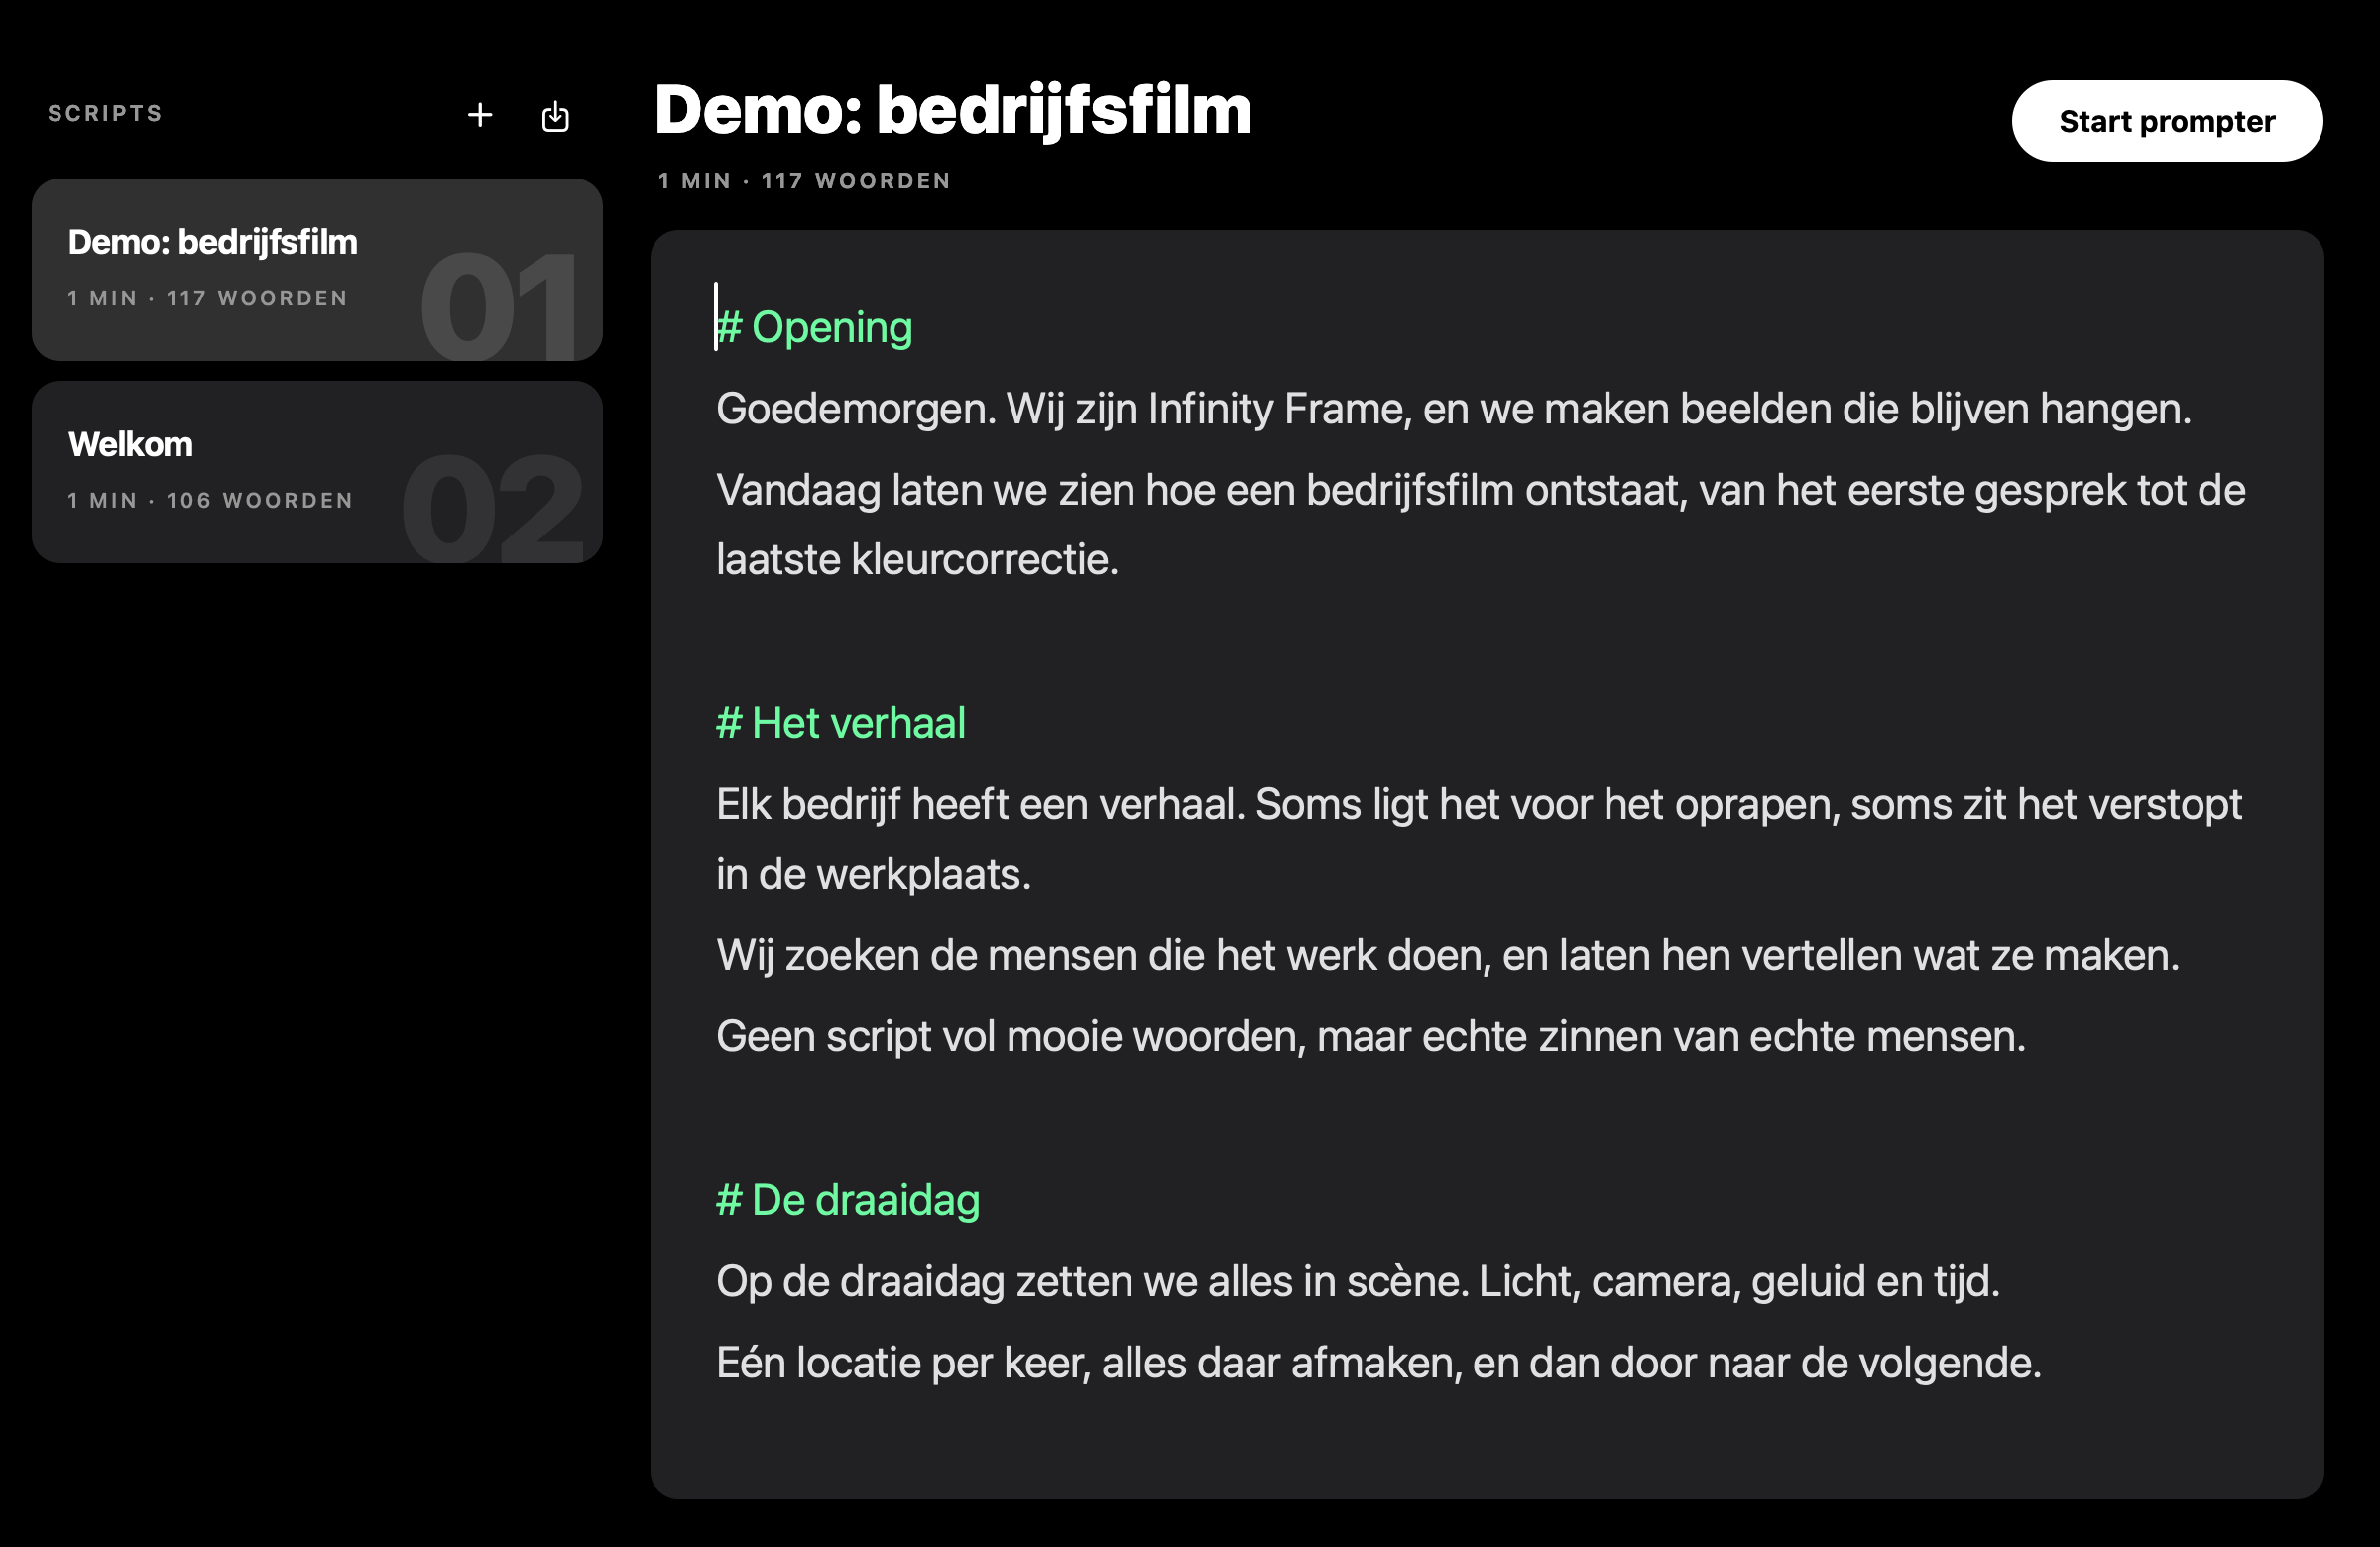 SCRIPTS
Demo: bedrijfsfilm
1 MIN · 117 WOORDEN
01
Welkom
1 MIN · 106 WOORDEN
02
Demo: bedrijfsfilm
1 MIN · 117 WOORDEN
Start prompter
# Opening
Goedemorgen. Wij zijn Infinity Frame, en we maken beelden die blijven hangen.
Vandaag laten we zien hoe een bedrijfsfilm ontstaat, van het eerste gesprek tot de
laatste kleurcorrectie.
# Het verhaal
Elk bedrijf heeft een verhaal. Soms ligt het voor het oprapen, soms zit het verstopt
in de werkplaats.
Wij zoeken de mensen die het werk doen, en laten hen vertellen wat ze maken.
Geen script vol mooie woorden, maar echte zinnen van echte mensen.
# De draaidag
Op de draaidag zetten we alles in scène. Licht, camera, geluid en tijd.
Eén locatie per keer, alles daar afmaken, en dan door naar de volgende.